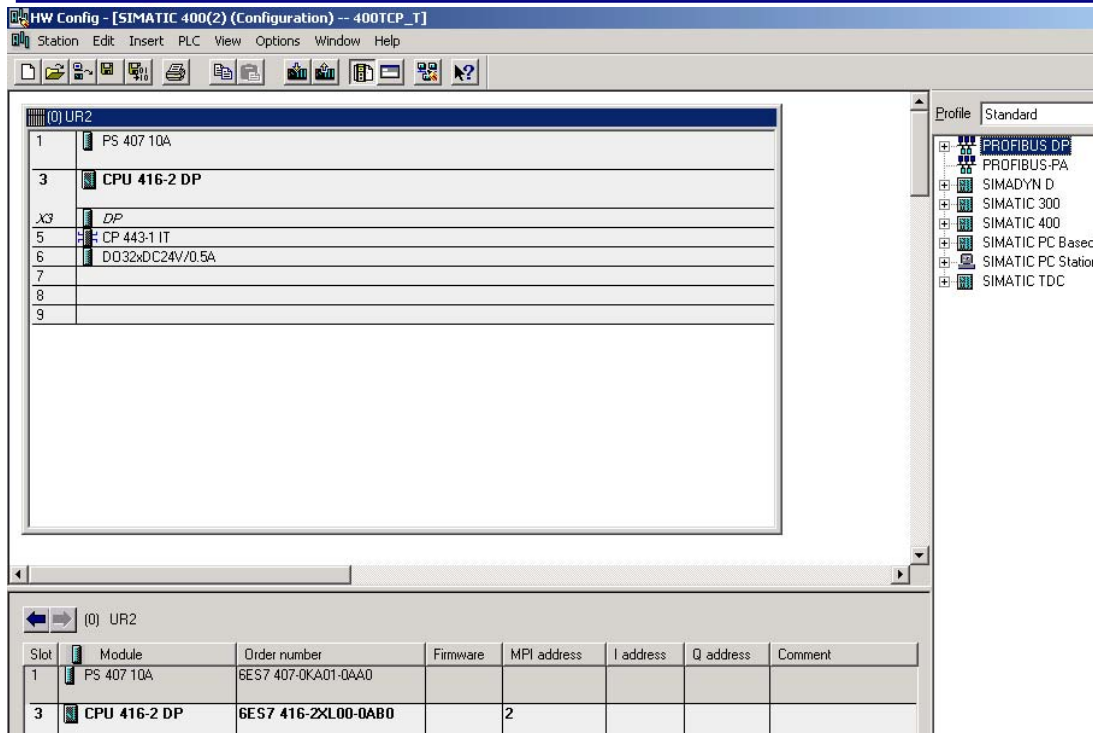 HW Config - [SIMATIC 400(2) (Configuration) -- 400TCP_T]
Station Edit Insert PLC View Options Window Help
(0) UR2
1 PS 407 10A
3 CPU 416-2 DP
X3 DP
5 CP 443-1 IT
6 DO32xDC24V/0.5A
7
8
9
Profile Standard
PROFIBUS DP
PROFIBUS-PA
SIMADYN D
SIMATIC 300
SIMATIC 400
SIMATIC PC Based
SIMATIC PC Station
SIMATIC TDC
(0) UR2
Slot Module Order number Firmware MPI address I address Q address Comment
1 PS 407 10A 6ES7 407-0KA01-0AA0
3 CPU 416-2 DP 6ES7 416-2XL00-0AB0 2